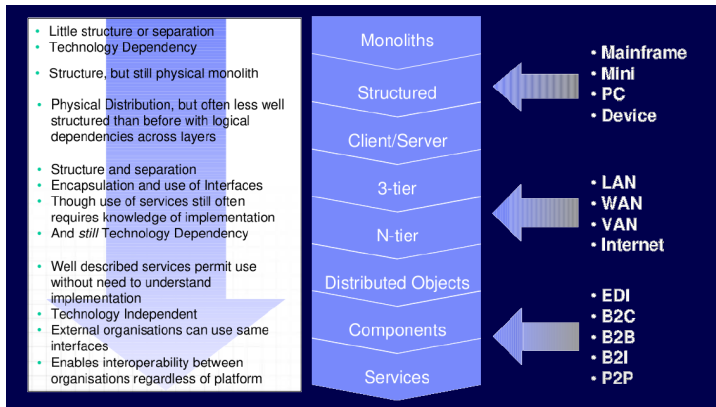 • Little structure or separation
• Technology Dependency
• Structure, but still physical monolith
• Physical Distribution, but often less well
structured than before with logical
dependencies across layers
• Structure and separation
• Encapsulation and use of Interfaces
• Though use of services still often
requires knowledge of implementation
• And still Technology Dependency
• Well described services permit use
without need to understand
implementation
• Technology Independent
• External organisations can use same
interfaces
• Enables interoperability between
organisations regardless of platform
Monoliths
Structured
Client/Server
3-tier
N-tier
Distributed Objects
Components
Services
• Mainframe
• Mini
• PC
• Device
• LAN
• WAN
• VAN
• Internet
• EDI
• B2C
• B2B
• B2I
• P2P